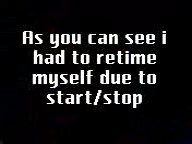 As you can see i
had to retime
myself due to
start/stop